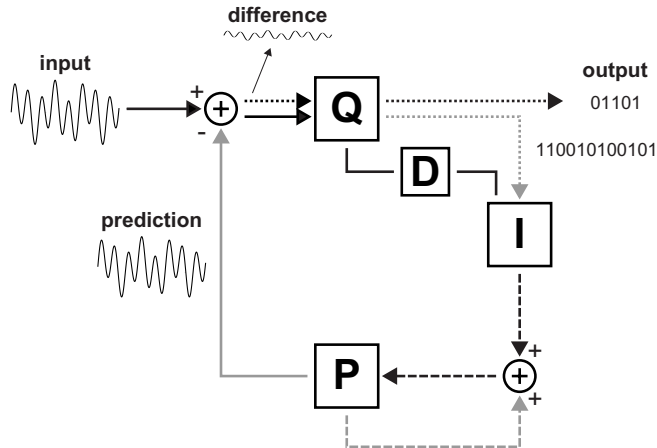 difference
input
output
+
+
Q
01101
-
110010100101
D
prediction
I
+
P
+
+